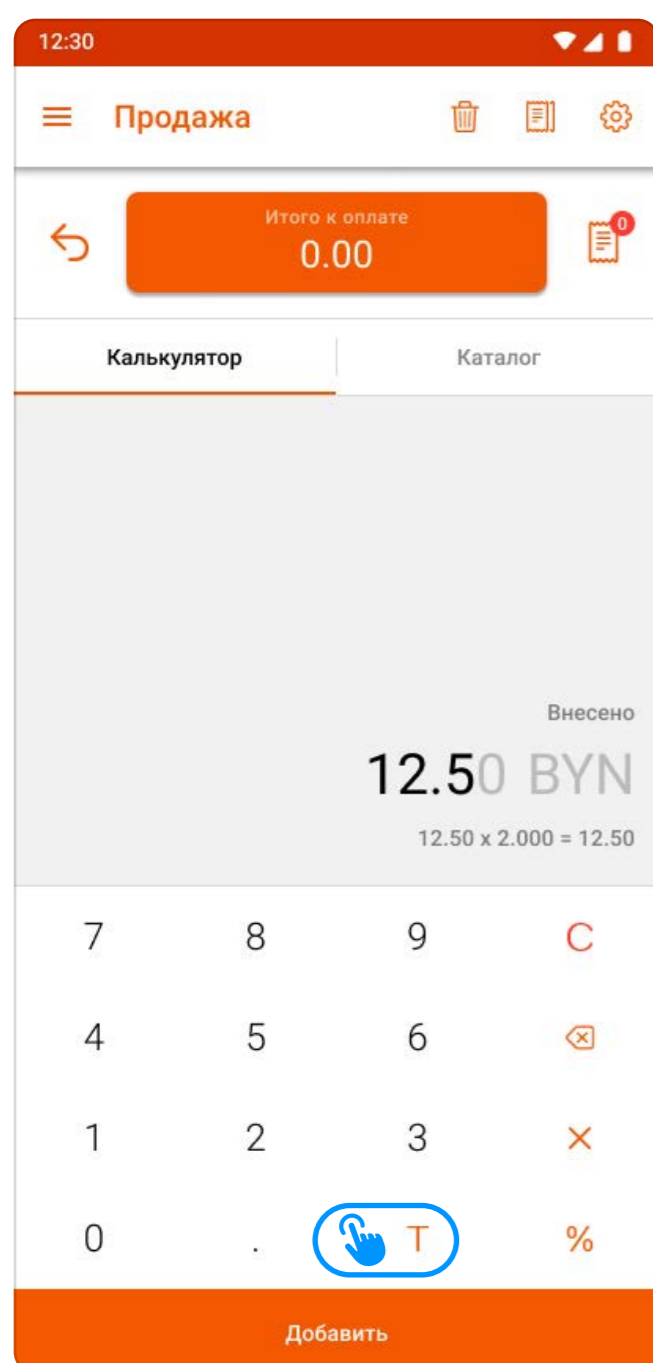 12:30
Продажа
Итого к оплате
0.00
0
Калькулятор
Каталог
Внесено
12.50 BYN
12.50 x 2.000 = 12.50
7 8 9 C
4 5 6
1 2 3 ×
0 . T %
Добавить